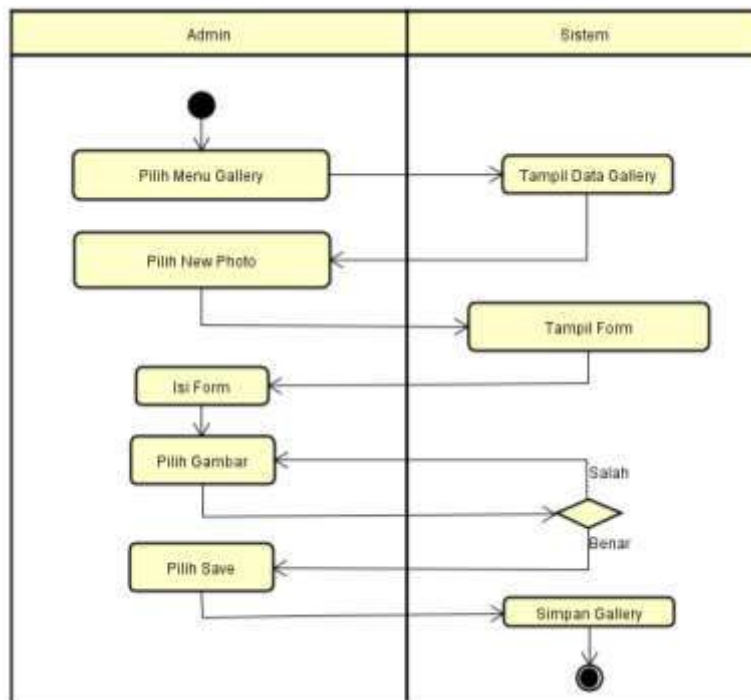 Admin
Sistem
Pilih Menu Gallery
Tampil Data Gallery
Pilih New Photo
Tampil Form
Isi Form
Pilih Gambar
Salah
Benar
Pilih Save
Simpan Gallery